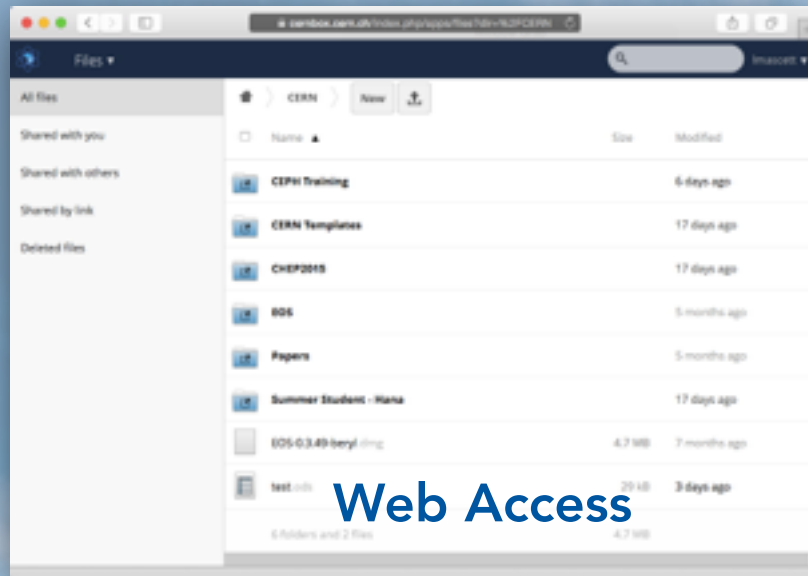 cernbox.cern.ch/index.php/apps/files?dir=%2FCERN
Files ▾
lmascett ▾
All files
Shared with you
Shared with others
Shared by link
Deleted files
CERN New
Name ▲ Size Modified
CEPH Training 6 days ago
CERN Templates 17 days ago
CHEP2015 17 days ago
EOS 5 months ago
Papers 5 months ago
Summer Student - Hana 17 days ago
EOS-0.3.49-beryl.dmg 4.7 MB 7 months ago
test.ods 29 kB 3 days ago
Web Access
6 folders and 2 files 4.7 MB